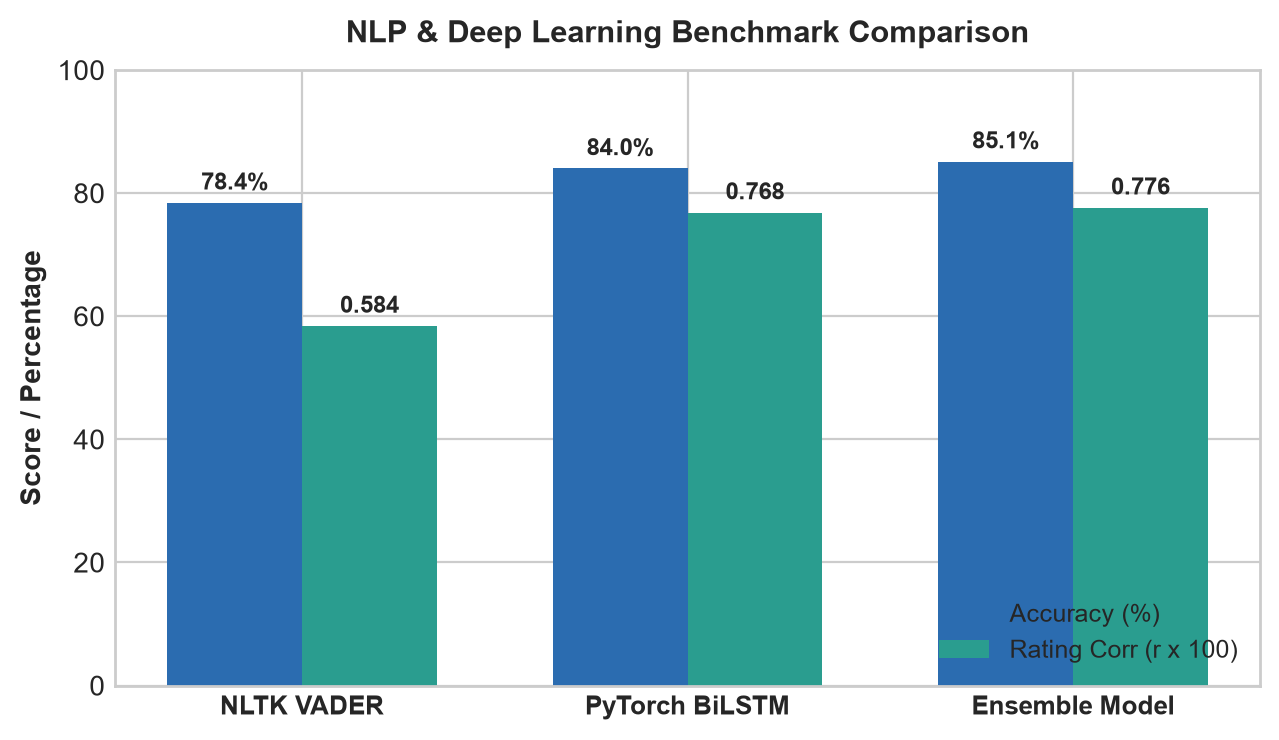 NLP & Deep Learning Benchmark Comparison
Score / Percentage
100
80
60
40
20
0
78.4%
0.584
84.0%
0.768
85.1%
0.776
Accuracy (%)
Rating Corr (r x 100)
NLTK VADER
PyTorch BiLSTM
Ensemble Model